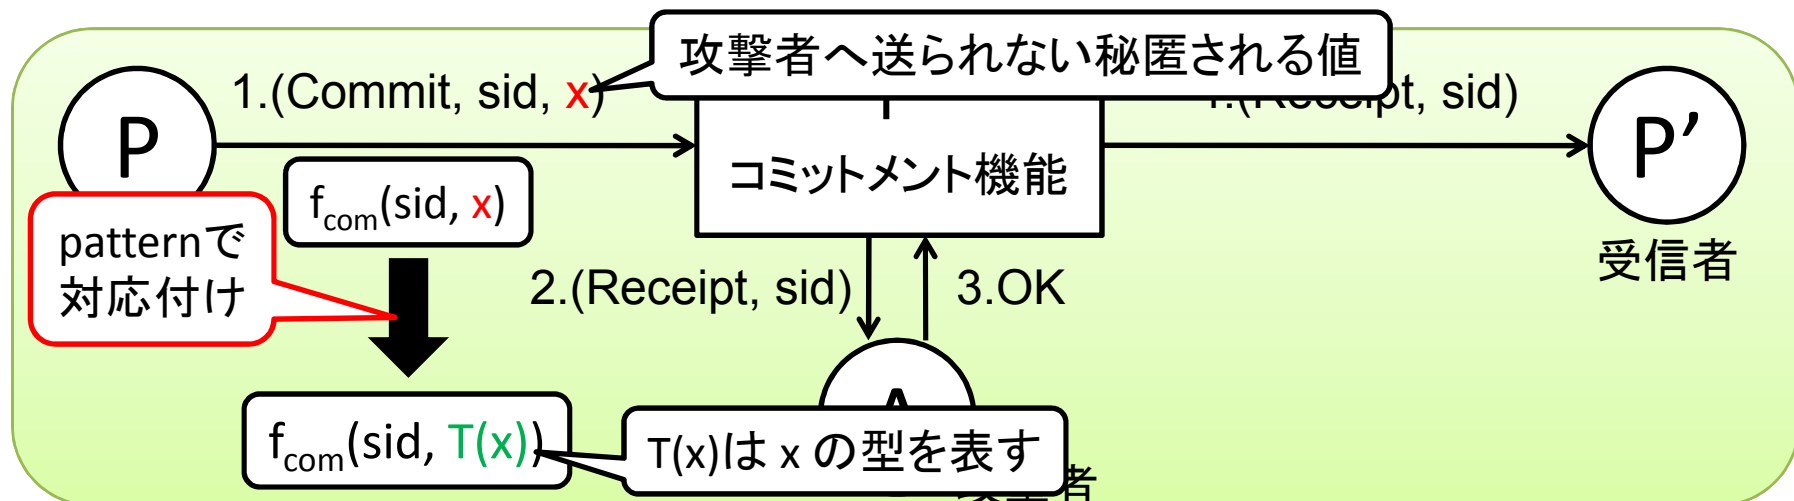 攻撃者へ送られない秘匿される値
1.(Commit, sid, x)
(Receipt, sid)
P
コミットメント機能
P’
f_com(sid, x)
patternで
対応付け
受信者
2.(Receipt, sid)
3.OK
f_com(sid, T(x))
T(x)は x の型を表す
者